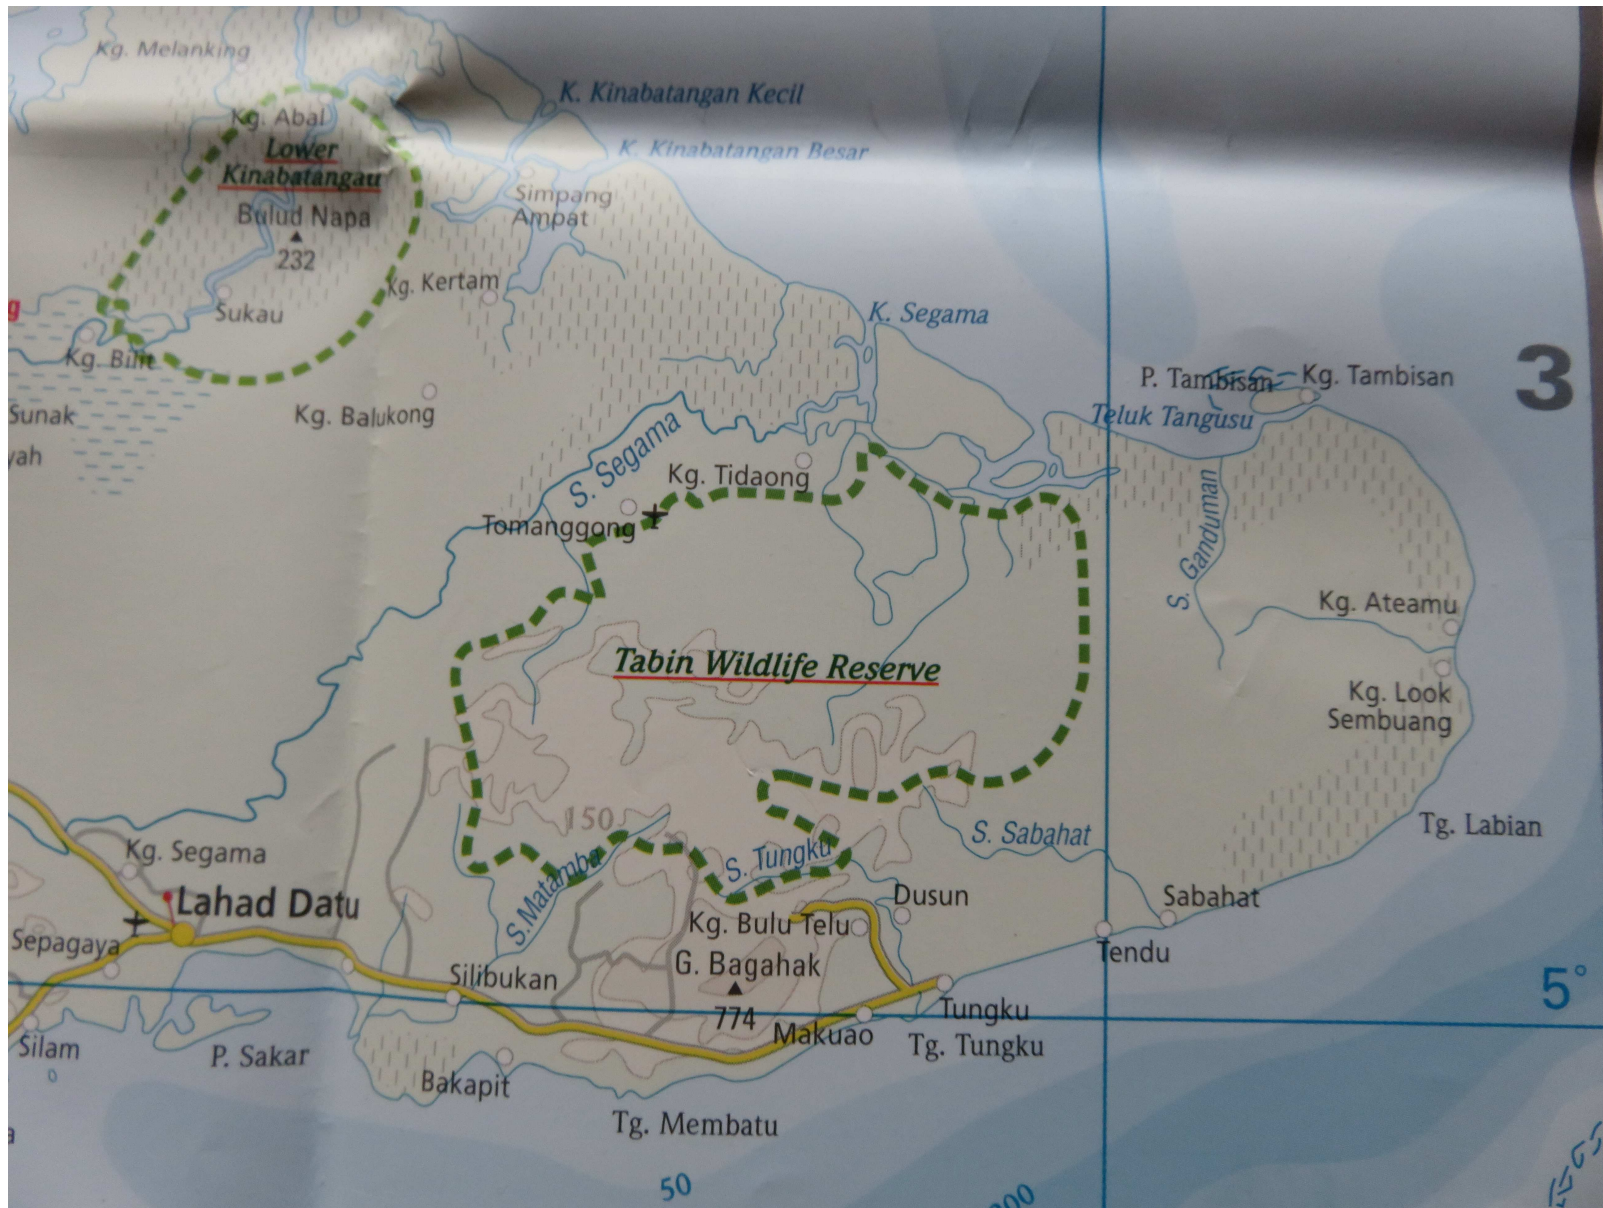 Kg. Melanking
K. Kinabatangan Kecil
Kg. Abal
Lower
Kinabatangau
K. Kinabatangan Besar
Simpang
Ampat
Bulud Napa
232
Kg. Kertam
Sukau
g
K. Segama
Kg. Bilit
P. Tambisan
Kg. Tambisan
3
Sunak
Kg. Balukong
Teluk Tangusu
yah
S. Segama
Kg. Tidaong
Tomanggong
S. Ganduman
Kg. Ateamu
Tabin Wildlife Reserve
Kg. Look
Sembuang
150
S. Sabahat
Tg. Labian
Kg. Segama
S. Tungku
S.Matamba
Lahad Datu
Dusun
Sabahat
Kg. Bulu Telu
Sepagaya
Tendu
G. Bagahak
774
Silibukan
5°
Tungku
Makuao
Tg. Tungku
Silam
P. Sakar
Bakapit
Tg. Membatu
50